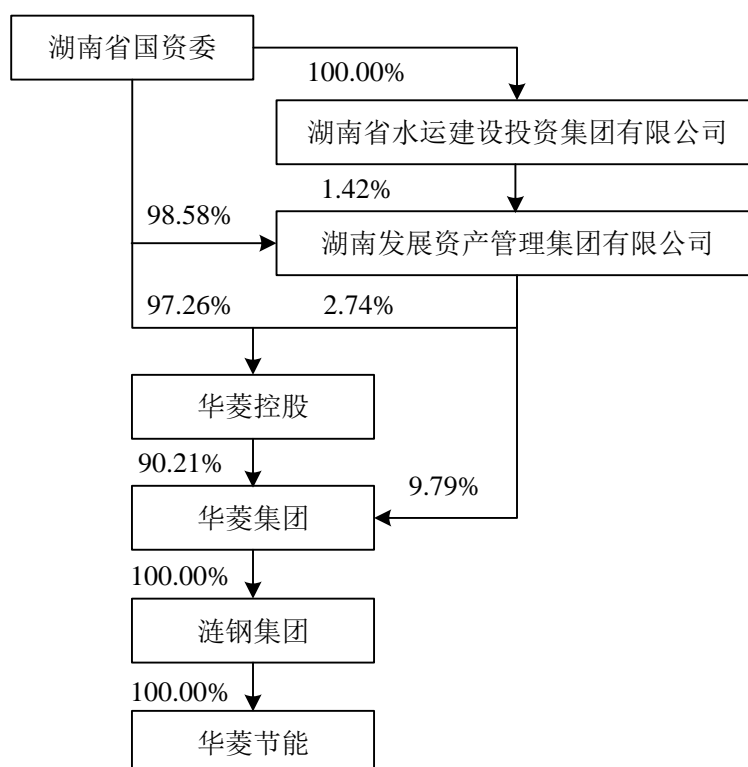 湖南省国资委
100.00%
湖南省水运建设投资集团有限公司
1.42%
98.58%
湖南发展资产管理集团有限公司
97.26%
2.74%
华菱控股
90.21%
9.79%
华菱集团
100.00%
涟钢集团
100.00%
华菱节能